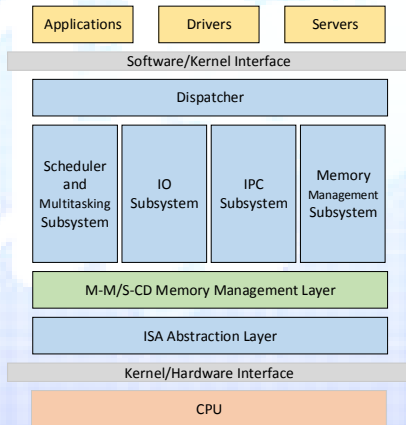 Applications
Drivers
Servers
Software/Kernel Interface
Dispatcher
Scheduler
and
Multitasking
Subsystem
IO
Subsystem
IPC
Subsystem
Memory
Management
Subsystem
M-M/S-CD Memory Management Layer
ISA Abstraction Layer
Kernel/Hardware Interface
CPU